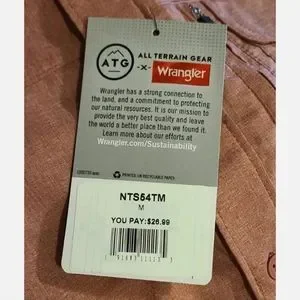 ATG
ALL TERRAIN GEAR
-X-
Wrangler
Wrangler has a strong connection to
the land, and a commitment to protecting
our natural resources. It is our mission to
provide the very best quality and leave
the world a better place than we found it.
Learn more about our efforts at
Wrangler.com/Sustainability
PRINTED ON RECYCLABLE PAPER.
NTS54TM
M
YOU PAY:$26.99